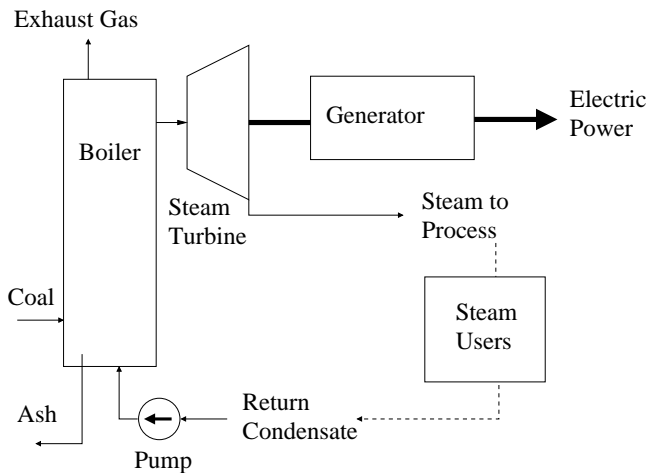 Exhaust Gas
Boiler
Generator
Electric
Power
Steam
Turbine
Steam to
Process
Coal
Steam
Users
Ash
Return
Condensate
Pump